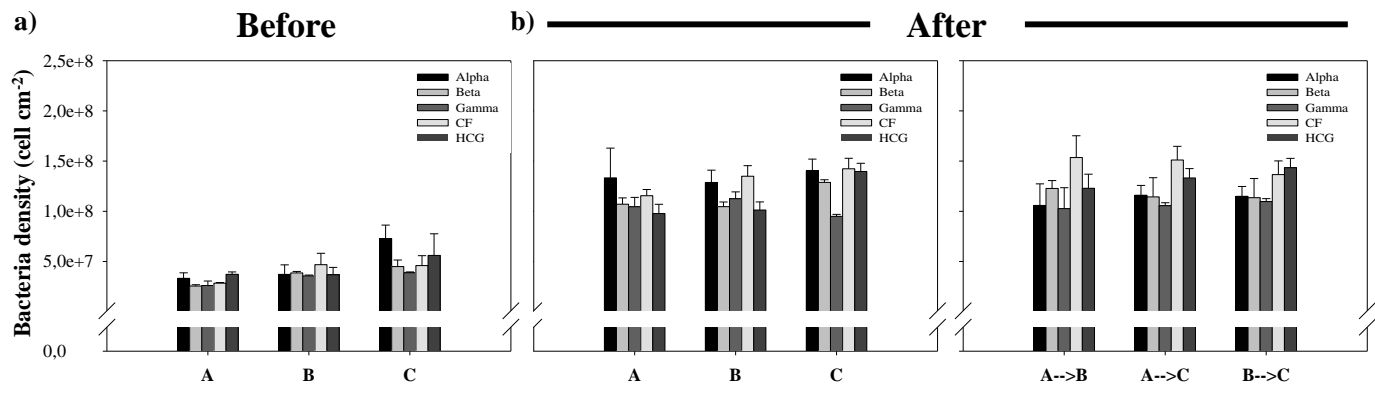 a)
Before
b)
After
Bacteria density (cell cm-2)
2,5e+8
2,0e+8
1,5e+8
1,0e+8
5,0e+7
0,0
Alpha
Beta
Gamma
CF
HCG
A
B
C
Alpha
Beta
Gamma
CF
HCG
A
B
C
Alpha
Beta
Gamma
CF
HCG
A-->B
A-->C
B-->C